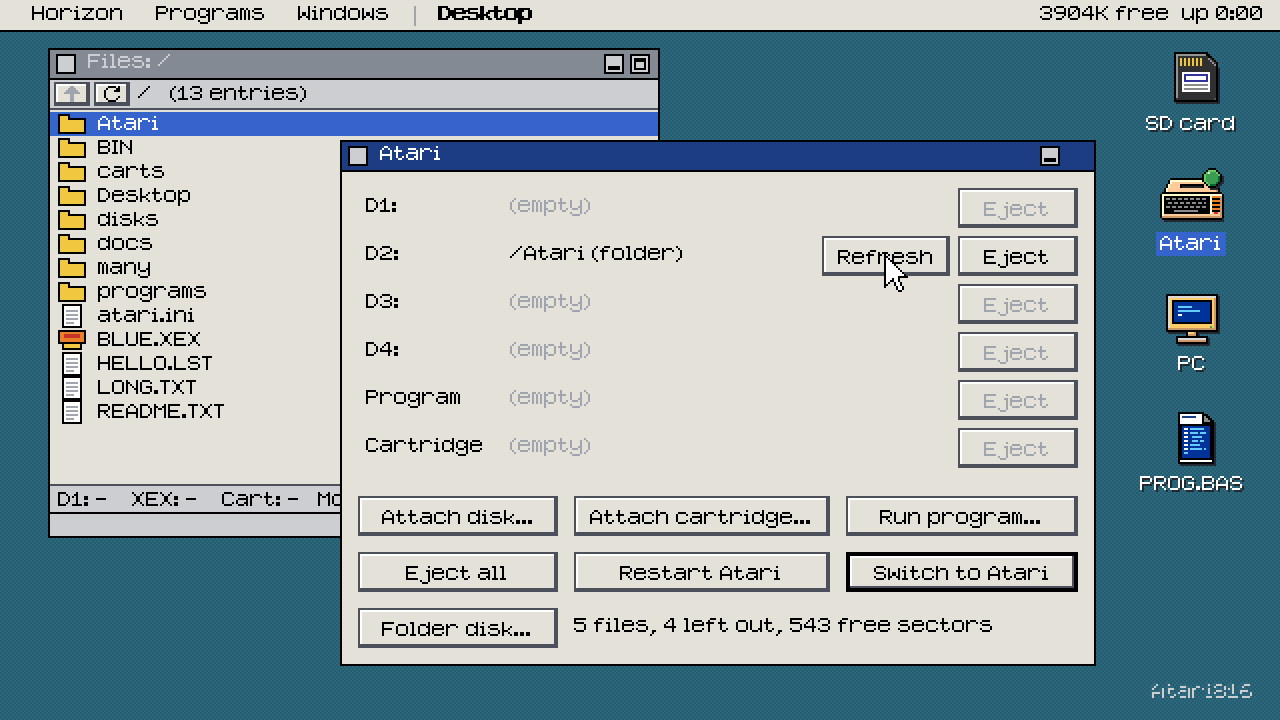 Horizon Programs Windows | Desktop 3904K free up 0:00
Files: /
/ (13 entries)
Atari
BIN
carts
Desktop
disks
docs
many
programs
atari.ini
BLUE.XEX
HELLO.LST
LONG.TXT
README.TXT
D1: - XEX: - Cart: - Mo
Atari
D1: (empty) Eject
D2: /Atari (folder) Refresh Eject
D3: (empty) Eject
D4: (empty) Eject
Program (empty) Eject
Cartridge (empty) Eject
Attach disk... Attach cartridge... Run program...
Eject all Restart Atari Switch to Atari
Folder disk... 5 files, 4 left out, 543 free sectors
SD card
Atari
PC
PROG.BAS
Atari816